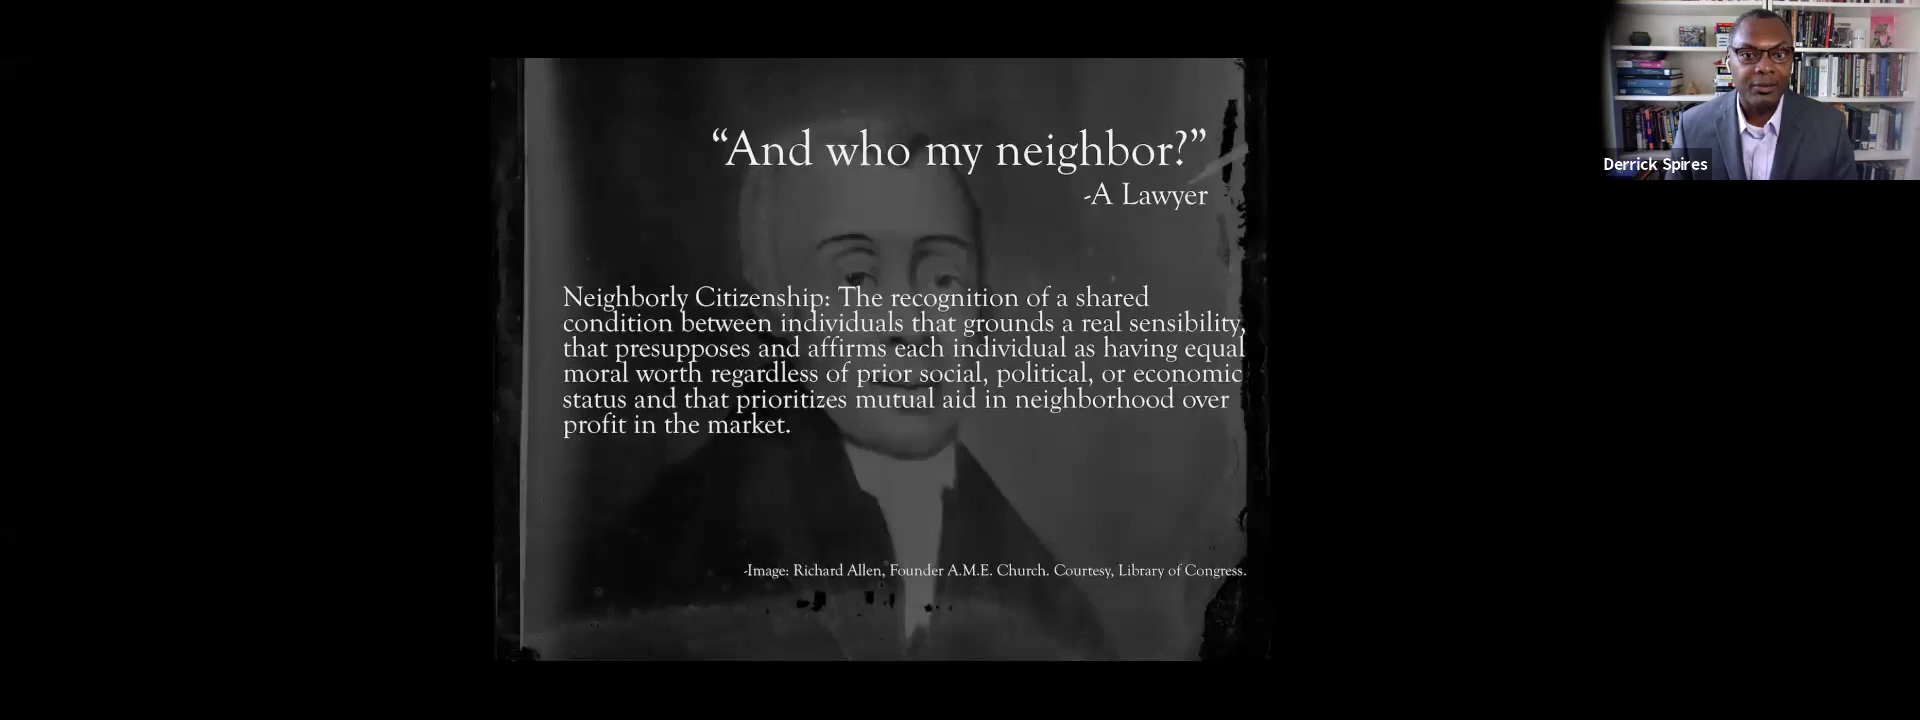 “And who my neighbor?”
-A Lawyer
Neighborly Citizenship: The recognition of a shared
condition between individuals that grounds a real sensibility,
that presupposes and affirms each individual as having equal
moral worth regardless of prior social, political, or economic
status and that prioritizes mutual aid in neighborhood over
profit in the market.
-Image: Richard Allen, Founder A.M.E. Church. Courtesy, Library of Congress.
Derrick Spires